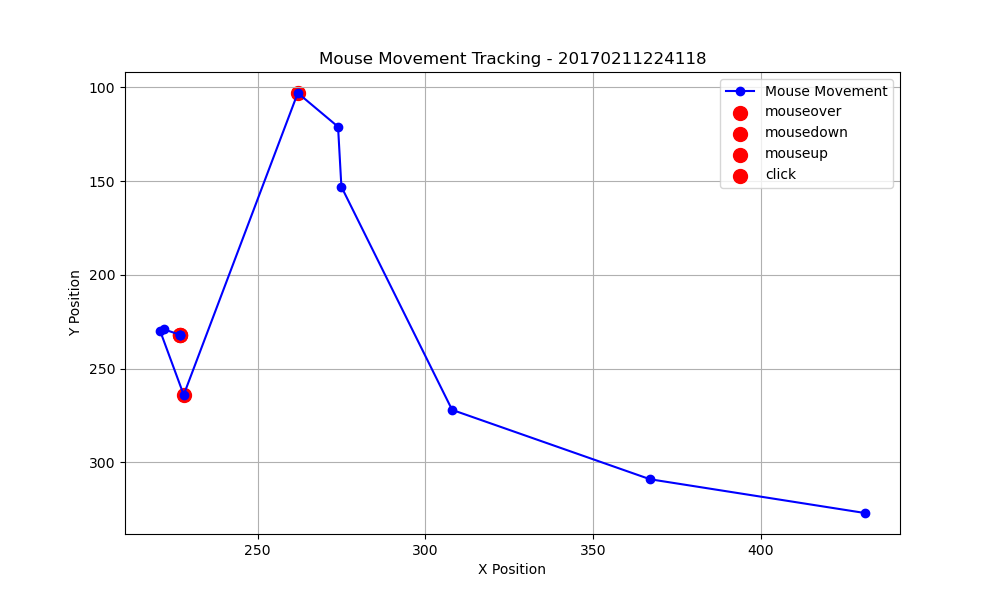 Mouse Movement Tracking - 20170211224118
Mouse Movement
mouseover
mousedown
mouseup
click
100
150
200
250
300
Y Position
250
300
350
400
X Position